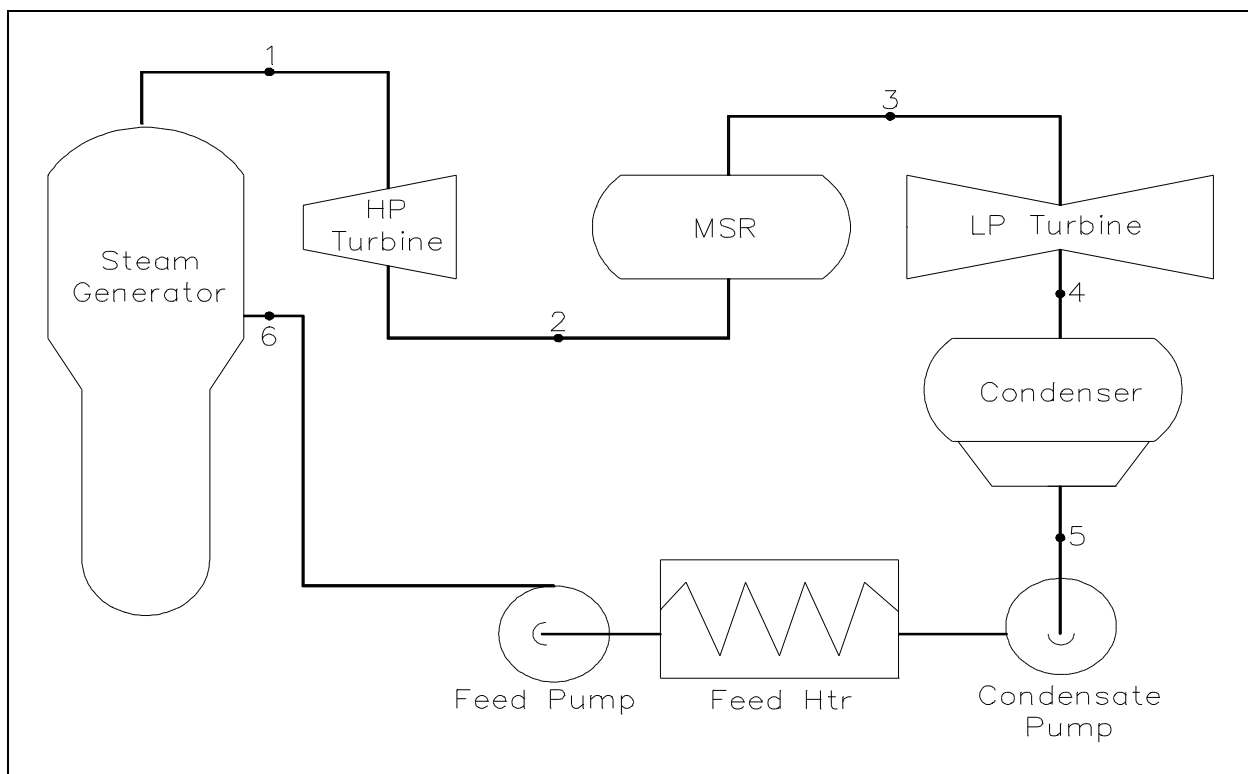 1
3
HP
Turbine
MSR
LP Turbine
Steam
Generator
4
2
6
Condenser
5
Feed Pump
Feed Htr
Condensate
Pump